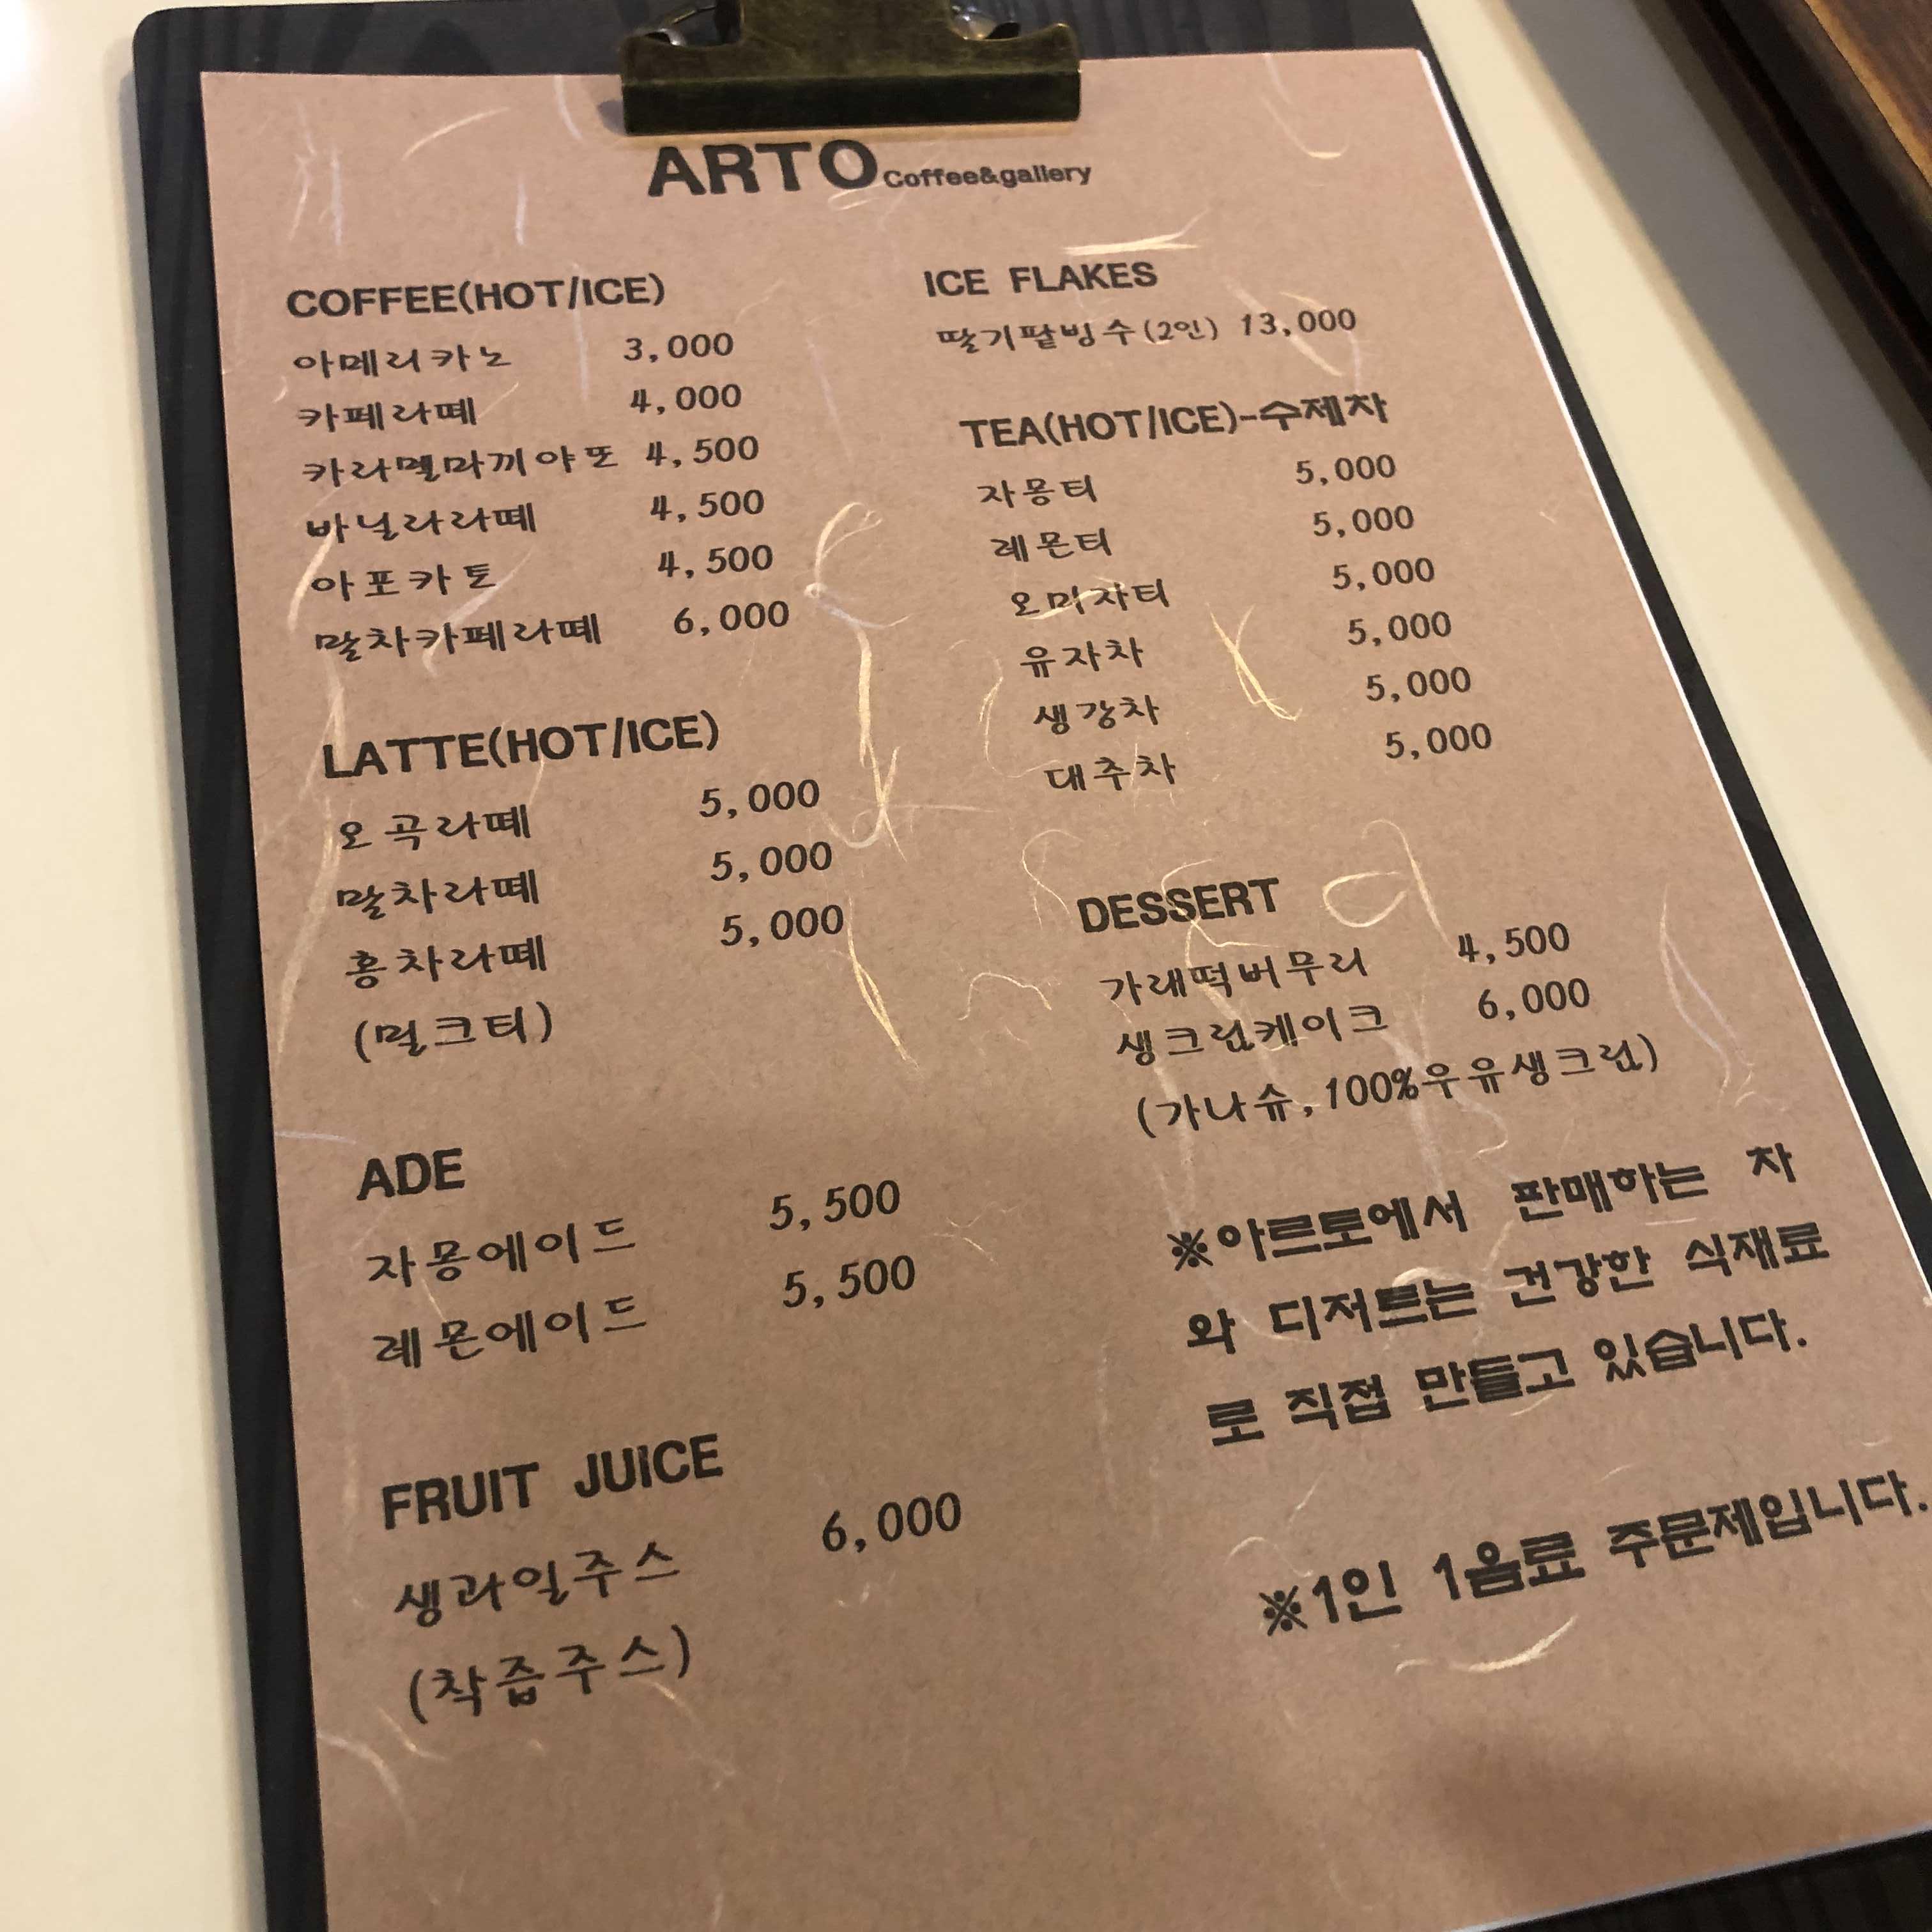 ARTO Coffee&gallery
COFFEE(HOT/ICE)
아메리카노 3,000
카페라떼 4,000
카라멜마끼야또 4,500
바닐라라떼 4,500
아포카토 4,500
말차카페라떼 6,000
LATTE(HOT/ICE)
오곡라떼 5,000
말차라떼 5,000
홍차라떼 5,000
(밀크티)
ADE
자몽에이드 5,500
레몬에이드 5,500
FRUIT JUICE
생과일주스 6,000
(착즙주스)
ICE FLAKES
딸기팥빙수(2인) 13,000
TEA(HOT/ICE)-수제차
자몽티 5,000
레몬티 5,000
오미자티 5,000
유자차 5,000
생강차 5,000
대추차 5,000
DESSERT
가래떡버무리 4,500
생크림케이크 6,000
(가나슈,100%우유생크림)
※아르토에서 판매하는 차
와 디저트는 건강한 식재료
로 직접 만들고 있습니다.
※1인 1음료 주문제입니다.